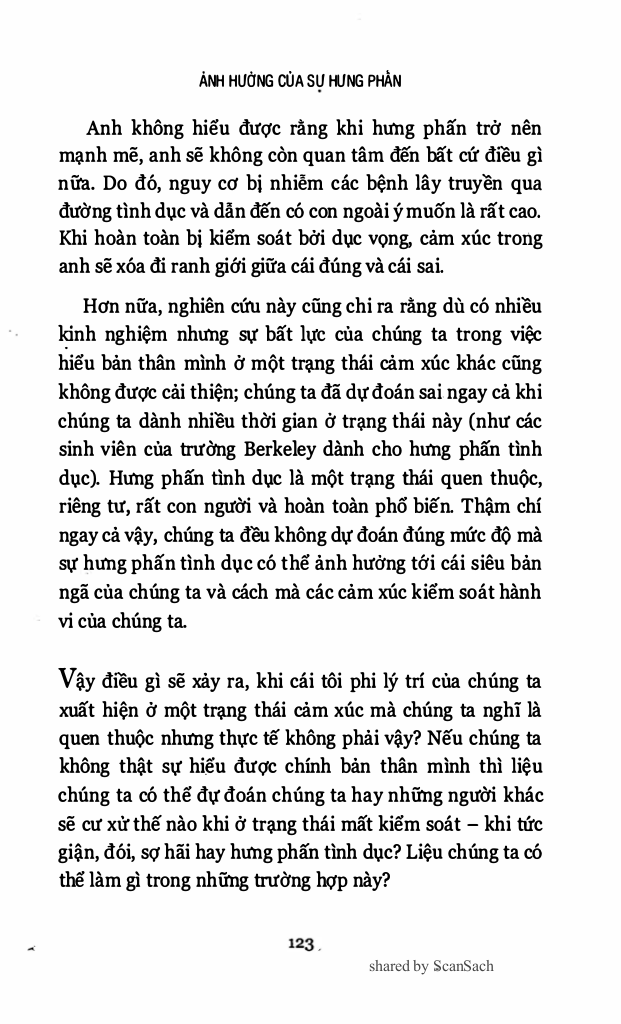 ẢNH HƯỞNG CỦA SỰ HƯNG PHẤN
Anh không hiểu được rằng khi hưng phấn trở nên
mạnh mẽ, anh sẽ không còn quan tâm đến bất cứ điều gì
nữa. Do đó, nguy cơ bị nhiễm các bệnh lây truyền qua
đường tình dục và dẫn đến có con ngoài ý muốn là rất cao.
Khi hoàn toàn bị kiểm soát bởi dục vọng, cảm xúc trong
anh sẽ xóa đi ranh giới giữa cái đúng và cái sai.
Hơn nữa, nghiên cứu này cũng chi ra rằng dù có nhiều
kinh nghiệm nhưng sự bất lực của chúng ta trong việc
hiểu bản thân mình ở một trạng thái cảm xúc khác cũng
không được cải thiện; chúng ta đã dự đoán sai ngay cả khi
chúng ta dành nhiều thời gian ở trạng thái này (như các
sinh viên của trường Berkeley dành cho hưng phấn tình
dục). Hưng phấn tình dục là một trạng thái quen thuộc,
riêng tư, rất con người và hoàn toàn phổ biến. Thậm chí
ngay cả vậy, chúng ta đều không dự đoán đúng mức độ mà
sự hưng phấn tình dục có thể ảnh hưởng tới cái siêu bản
ngã của chúng ta và cách mà các cảm xúc kiểm soát hành
vi của chúng ta.
Vậy điều gì sẽ xảy ra, khi cái tôi phi lý trí của chúng ta
xuất hiện ở một trạng thái cảm xúc mà chúng ta nghĩ là
quen thuộc nhưng thực tế không phải vậy? Nếu chúng ta
không thật sự hiểu được chính bản thân mình thì liệu
chúng ta có thể dự đoán chúng ta hay những người khác
sẽ cư xử thế nào khi ở trạng thái mất kiểm soát – khi tức
giận, đói, sợ hãi hay hưng phấn tình dục? Liệu chúng ta có
thể làm gì trong những trường hợp này?
123
shared by ScanSach